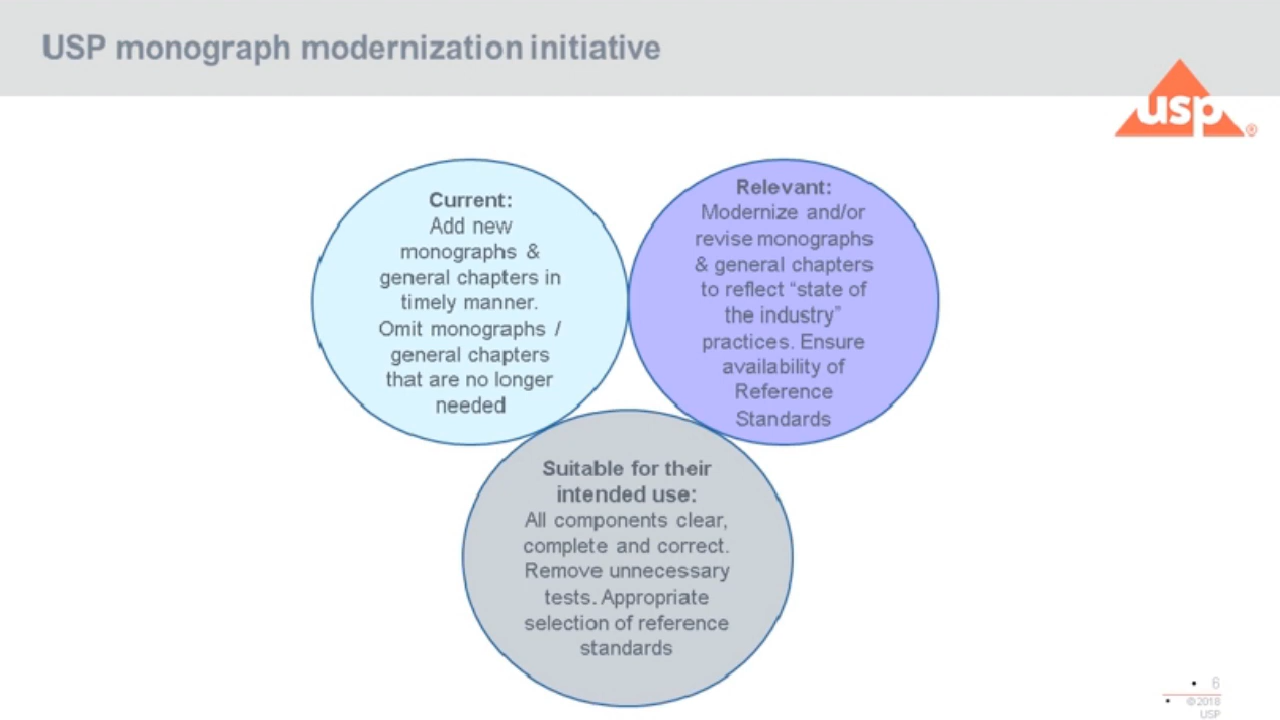 USP monograph modernization initiative
usp
®
Current:
Add new
monographs &
general chapters in
timely manner.
Omit monographs /
general chapters
that are no longer
needed
Relevant:
Modernize and/or
revise monographs
& general chapters
to reflect “state of
the industry”
practices. Ensure
availability of
Reference
Standards
Suitable for their
intended use:
All components clear,
complete and correct.
Remove unnecessary
tests. Appropriate
selection of reference
standards
• 6
• ©2018
USP